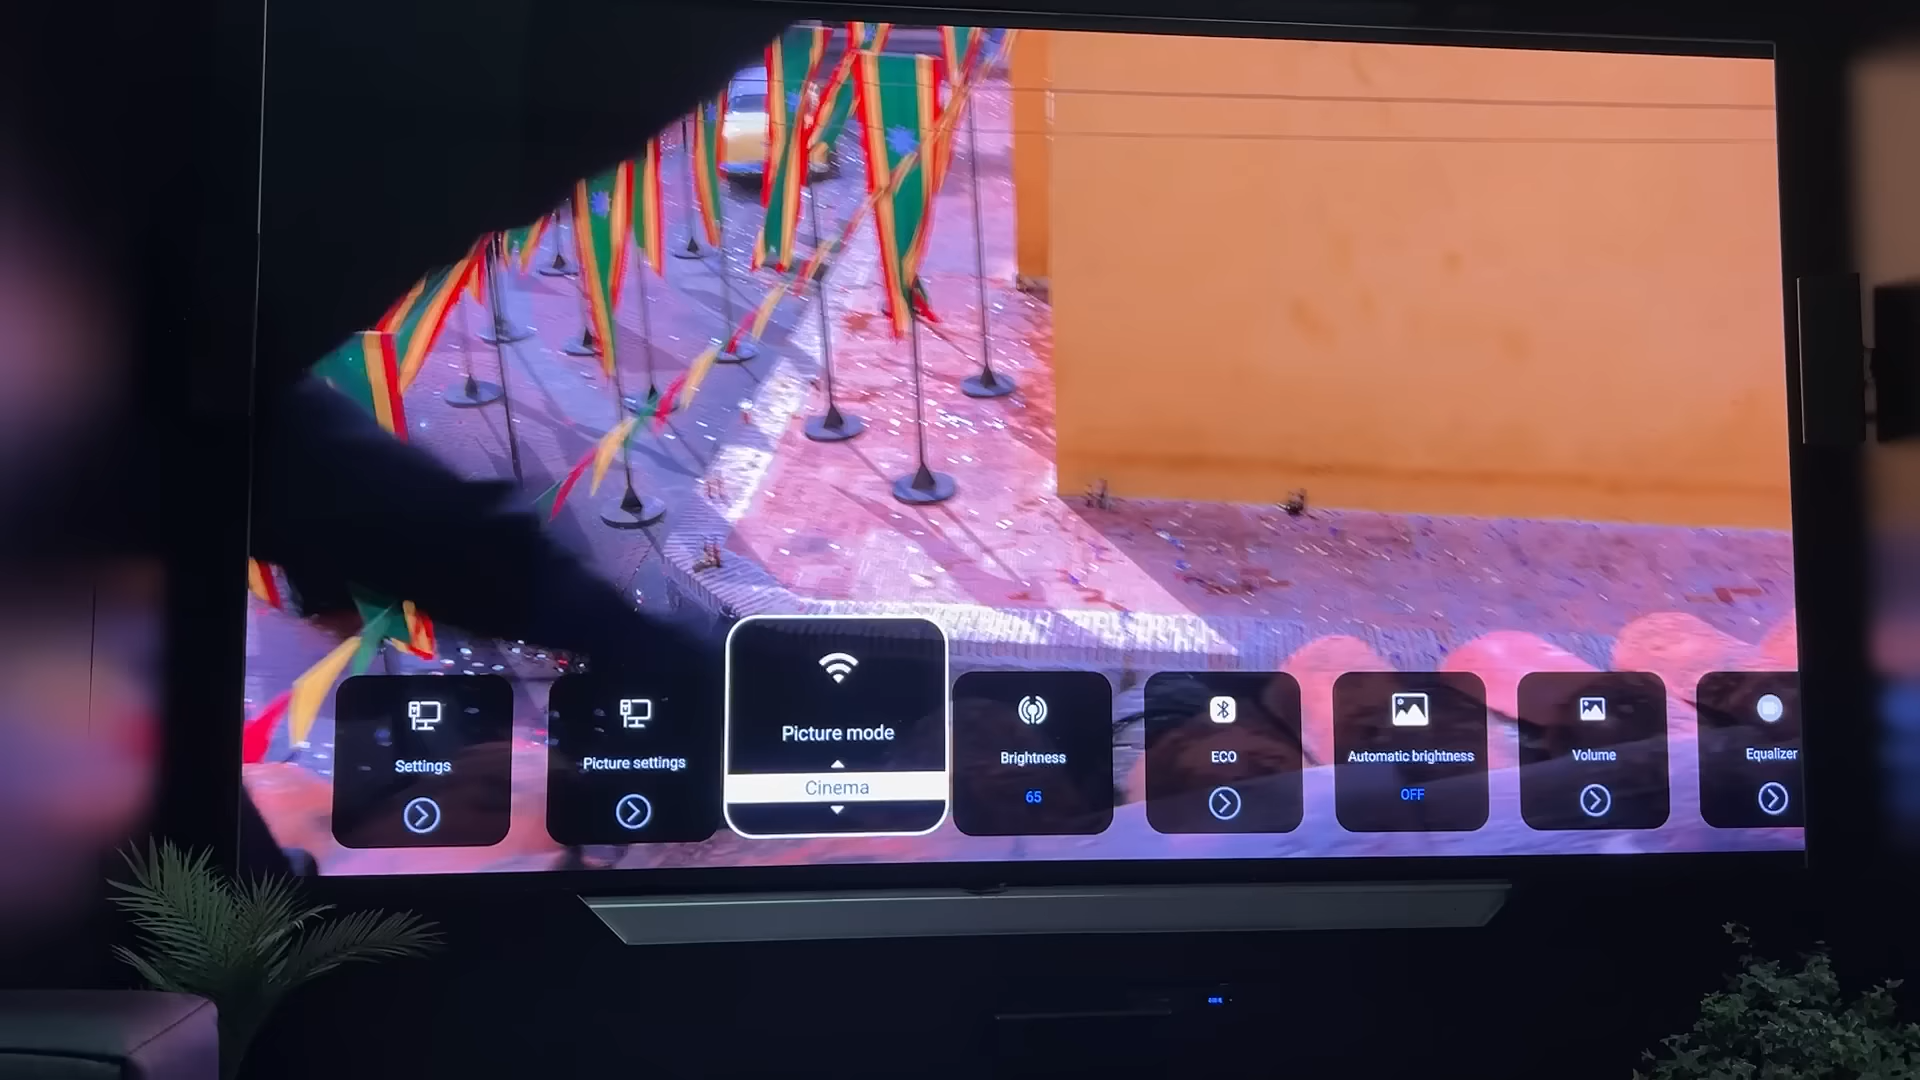 Settings
Picture settings
Picture mode
Cinema
Brightness
65
ECO
Automatic brightness
OFF
Volume
Equalizer